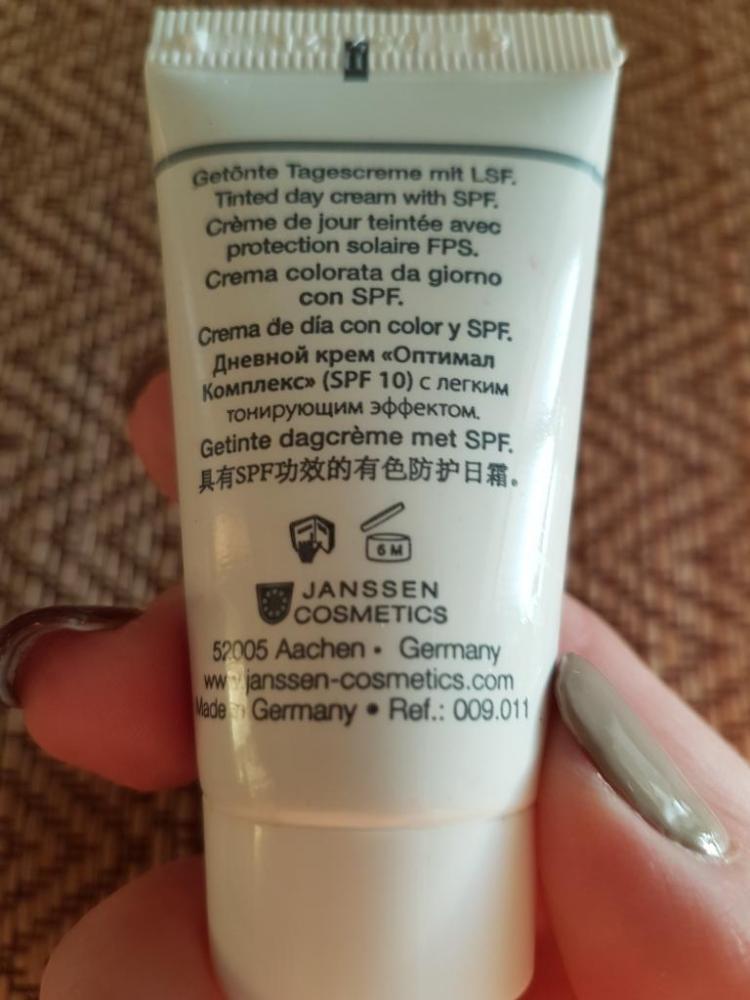 Getönte Tagescreme mit LSF.
Tinted day cream with SPF.
Crème de jour teintée avec
protection solaire FPS.
Crema colorata da giorno
con SPF.
Crema de día con color y SPF.
Дневной крем «Оптимал
Комплекс» (SPF 10) с легким
тонирующим эффектом.
Getinte dagcrème met SPF.
具有SPF功效的有色防护日霜。
6 M
JANSSEN
COSMETICS
52005 Aachen • Germany
www.janssen-cosmetics.com
Made in Germany • Ref.: 009.011